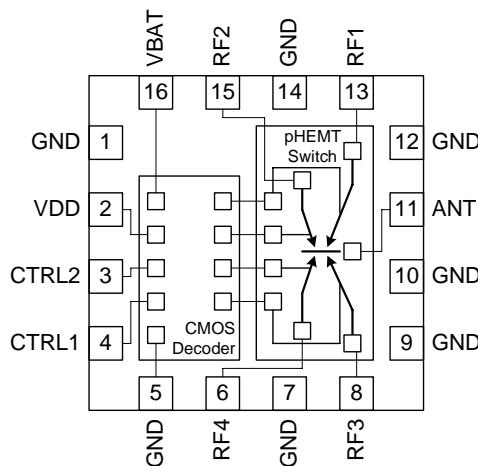 VBAT
RF2
GND
RF1
16
15
14
13
GND
1
pHEMT
Switch
12
GND
VDD
2
11
ANT
CTRL2
3
10
GND
CTRL1
4
CMOS
Decoder
9
GND
5
6
7
8
GND
RF4
GND
RF3